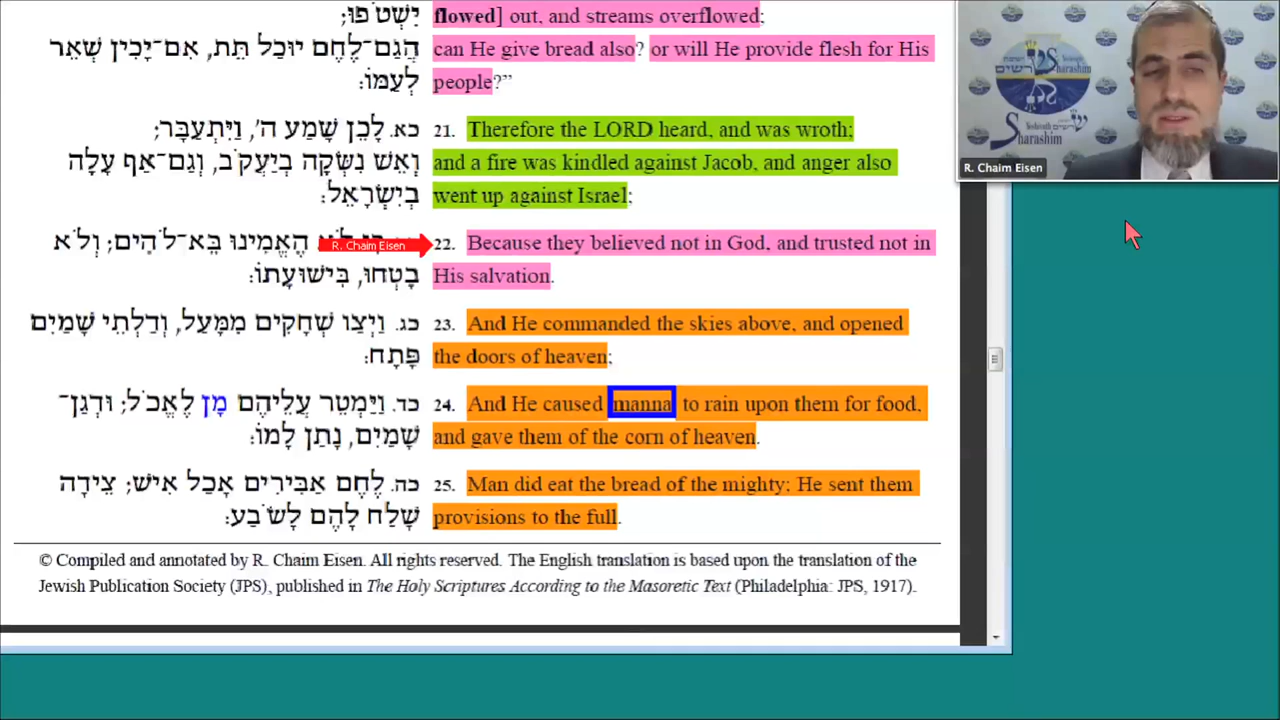 יִשְׁטֹפוּ;
flowed] out, and streams overflowed;
הֲגַם־לֶחֶם יוּכַל תֵּת, אִם־יָכִין שְׁאֵר
can He give bread also? or will He provide flesh for His
לְעַמּוֹ:
people?”
כא. לָכֵן שָׁמַע ה', וַיִּתְעַבָּר;
21. Therefore the LORD heard, and was wroth;
וְאֵשׁ נִשְּׂקָה בְיַעֲקֹב, וְגַם־אַף עָלָה
and a fire was kindled against Jacob, and anger also
בְיִשְׂרָאֵל:
went up against Israel;
הֶאֱמִינוּ בֵּא־לֹהִים; וְלֹא
R. Chaim Eisen
22. Because they believed not in God, and trusted not in
בָטְחוּ, בִּישׁוּעָתוֹ:
His salvation.
כג. וַיְצַו שְׁחָקִים מִמָּעַל, וְדַלְתֵי שָׁמַיִם
23. And He commanded the skies above, and opened
פָּתָח:
the doors of heaven;
כד. וַיַּמְטֵר עֲלֵיהֶם מָן לֶאֱכֹל; וּדְגַן־
24. And He caused manna to rain upon them for food,
שָׁמַיִם, נָתַן לָמוֹ:
and gave them of the corn of heaven.
כה. לֶחֶם אַבִּירִים אָכַל אִישׁ; צֵידָה
25. Man did eat the bread of the mighty; He sent them
שָׁלַח לָהֶם לָשֹׂבַע:
provisions to the full.
© Compiled and annotated by R. Chaim Eisen. All rights reserved. The English translation is based upon the translation of the
Jewish Publication Society (JPS), published in The Holy Scriptures According to the Masoretic Text (Philadelphia: JPS, 1917).
Yeshivath
Sharashim
שרשים
R. Chaim Eisen